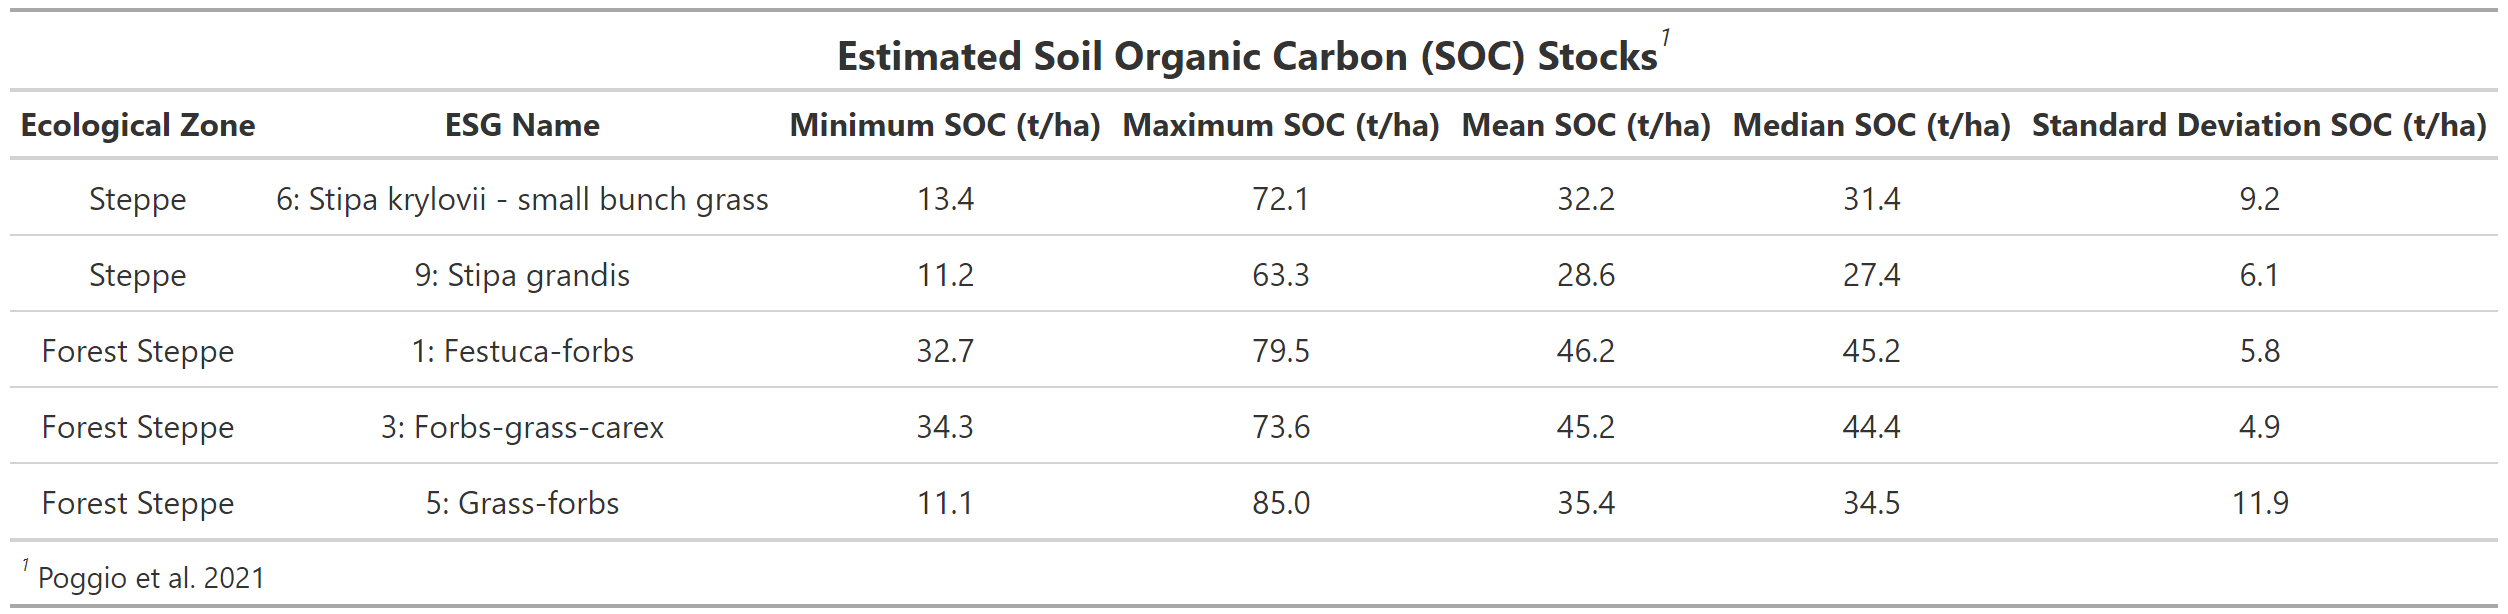 Estimated Soil Organic Carbon (SOC) Stocks1
Ecological Zone ESG Name Minimum SOC (t/ha) Maximum SOC (t/ha) Mean SOC (t/ha) Median SOC (t/ha) Standard Deviation SOC (t/ha)
Steppe 6: Stipa krylovii - small bunch grass 13.4 72.1 32.2 31.4 9.2
Steppe 9: Stipa grandis 11.2 63.3 28.6 27.4 6.1
Forest Steppe 1: Festuca-forbs 32.7 79.5 46.2 45.2 5.8
Forest Steppe 3: Forbs-grass-carex 34.3 73.6 45.2 44.4 4.9
Forest Steppe 5: Grass-forbs 11.1 85.0 35.4 34.5 11.9
1 Poggio et al. 2021